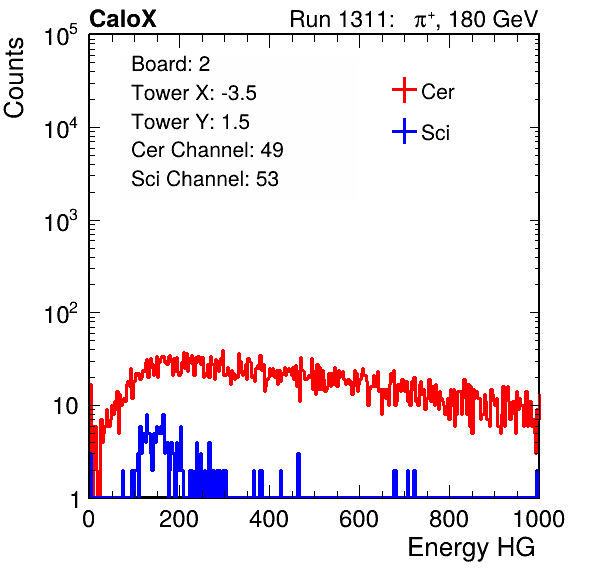 CaloX Run 1311: π⁺, 180 GeV
Counts
Board: 2
Tower X: -3.5
Tower Y: 1.5
Cer Channel: 49
Sci Channel: 53
Cer
Sci
10⁵
10⁴
10³
10²
10
1
0 200 400 600 800 1000
Energy HG